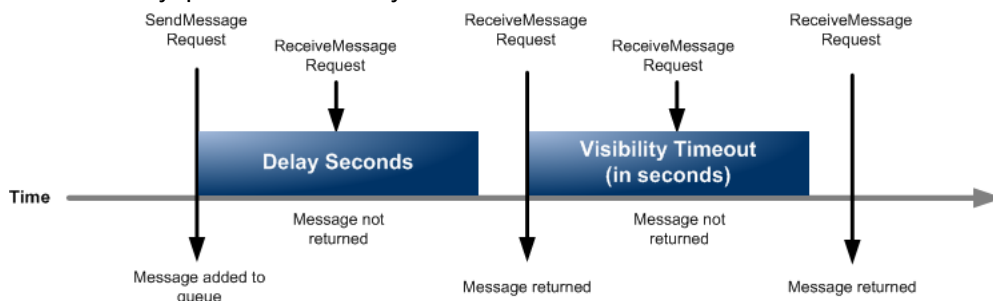 SendMessage
Request
ReceiveMessage
Request
ReceiveMessage
Request
ReceiveMessage
Request
ReceiveMessage
Request
Delay Seconds
Visibility Timeout
(in seconds)
Time
Message not
returned
Message not
returned
Message added to
queue
Message returned
Message returned